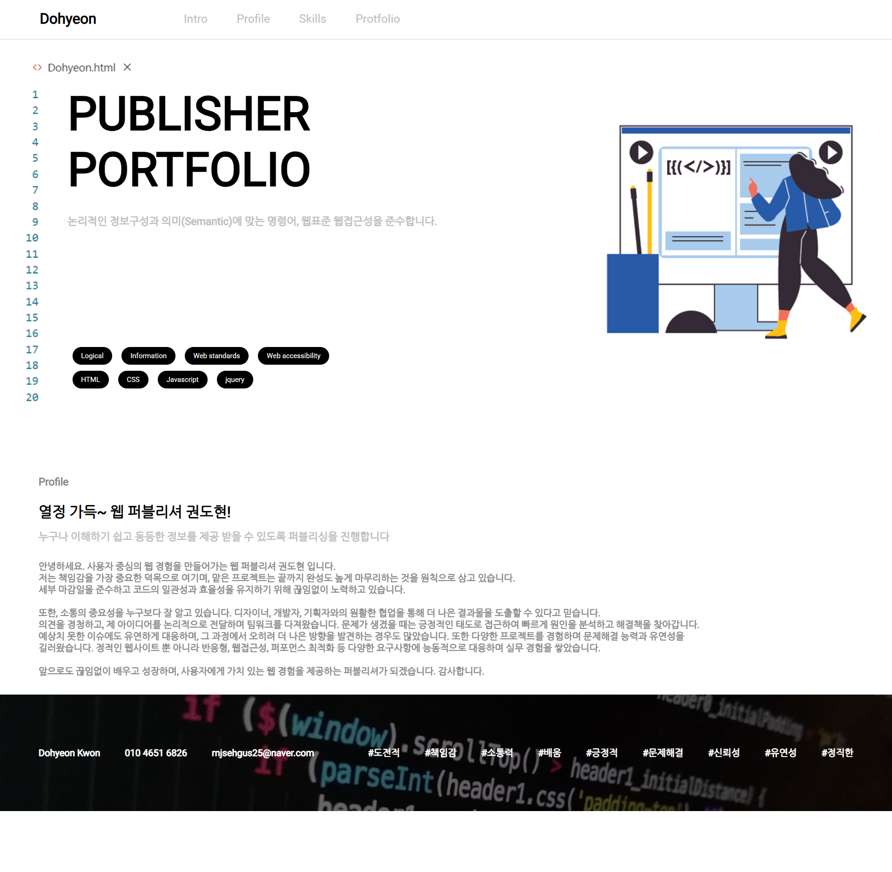 Dohyeon
Intro
Profile
Skills
Protfolio
Dohyeon.html
1
2
3
4
5
6
7
8
9
10
11
12
13
14
15
16
17
18
19
20
PUBLISHER
PORTFOLIO
논리적인 정보구성과 의미(Semantic)에 맞는 명령어, 웹표준 웹접근성을 준수합니다.
Logical
Information
Web standards
Web accessibility
HTML
CSS
Javascript
jquery
[{(</>)}]
Profile
열정 가득~ 웹 퍼블리셔 권도현!
누구나 이해하기 쉽고 동등한 정보를 제공 받을 수 있도록 퍼블리싱을 진행합니다
안녕하세요. 사용자 중심의 웹 경험을 만들어가는 웹 퍼블리셔 권도현 입니다.
저는 책임감을 가장 중요한 덕목으로 여기며, 맡은 프로젝트는 끝까지 완성도 높게 마무리하는 것을 원칙으로 삼고 있습니다.
세부 마감일을 준수하고 코드의 일관성과 효율성을 유지하기 위해 끊임없이 노력하고 있습니다.
또한, 소통의 중요성을 누구보다 잘 알고 있습니다. 디자이너, 개발자, 기획자와의 원활한 협업을 통해 더 나은 결과물을 도출할 수 있다고 믿습니다.
의견을 경청하고, 제 아이디어를 논리적으로 전달하며 팀워크를 다져왔습니다. 문제가 생겼을 때는 긍정적인 태도로 접근하여 빠르게 원인을 분석하고 해결책을 찾아갑니다.
예상치 못한 이슈에도 유연하게 대응하며, 그 과정에서 오히려 더 나은 방향을 발견하는 경우도 많았습니다. 또한 다양한 프로젝트를 경험하며 문제해결 능력과 유연성을
길러왔습니다. 정적인 웹사이트 뿐 아니라 반응형, 웹접근성, 퍼포먼스 최적화 등 다양한 요구사항에 능동적으로 대응하며 실무 경험을 쌓았습니다.
앞으로도 끊임없이 배우고 성장하며, 사용자에게 가치 있는 웹 경험을 제공하는 퍼블리셔가 되겠습니다. 감사합니다.
if ($(window).scrollTop() > header1_initialDistance) {
if (parseInt(header1.css('padding-top')
header1
header0_initialPadding
Dohyeon Kwon
010 4651 6826
rnjsehgus25@naver.com
#도전적
#책임감
#소통력
#배움
#긍정적
#문제해결
#신뢰성
#유연성
#정직한